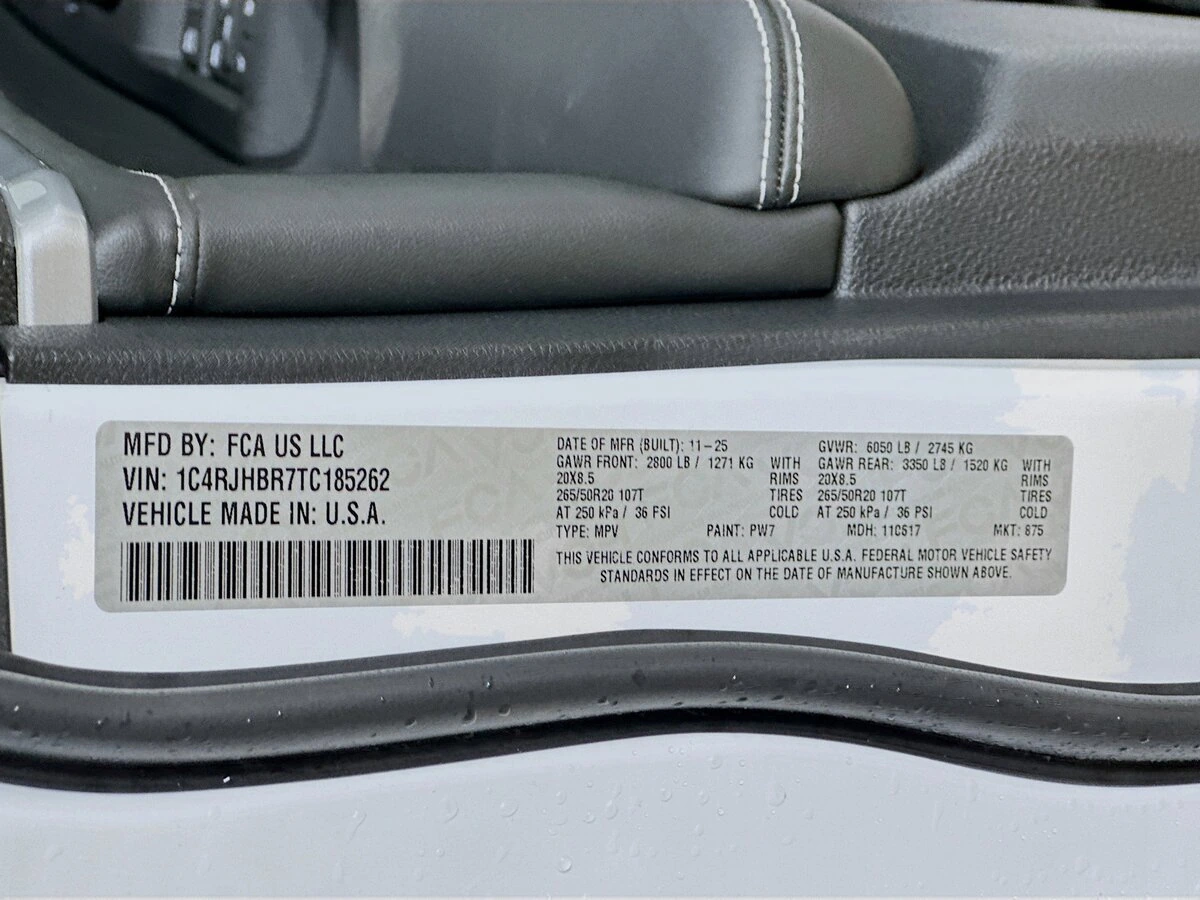 MFD BY: FCA US LLC
VIN: 1C4RJHBR7TC185262
VEHICLE MADE IN: U.S.A.
DATE OF MFR (BUILT): 11-25 GVWR: 6050 LB / 2745 KG
GAWR FRONT: 2800 LB / 1271 KG WITH GAWR REAR: 3350 LB / 1520 KG WITH
20X8.5 RIMS 20X8.5 RIMS
265/50R20 107T TIRES 265/50R20 107T TIRES
AT 250 kPa / 36 PSI COLD AT 250 kPa / 36 PSI COLD
TYPE: MPV PAINT: PW7 MDH: 110617 MKT: 875
THIS VEHICLE CONFORMS TO ALL APPLICABLE U.S.A. FEDERAL MOTOR VEHICLE SAFETY
STANDARDS IN EFFECT ON THE DATE OF MANUFACTURE SHOWN ABOVE.